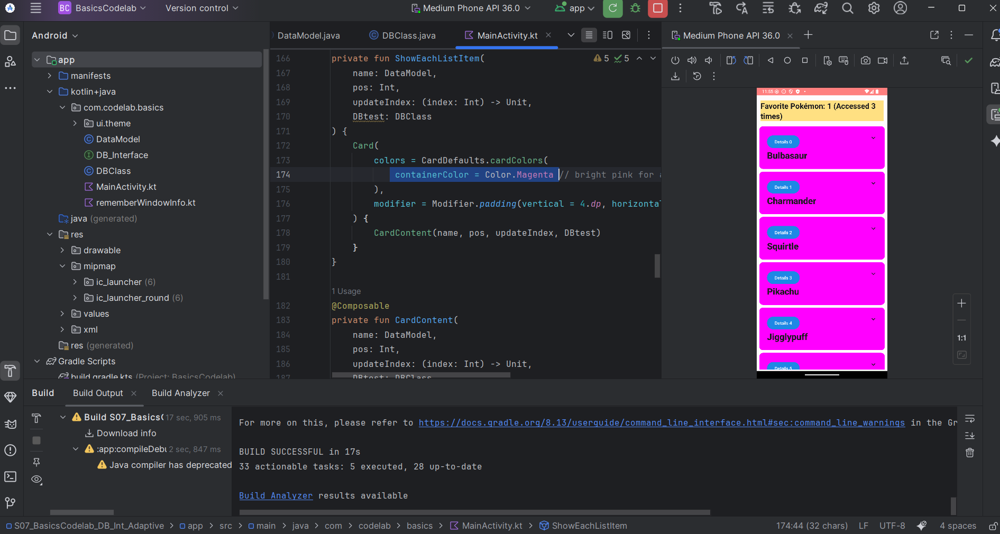 BC BasicsCodelab Version control Medium Phone API 36.0 app
Android
app
manifests
kotlin+java
com.codelab.basics
ui.theme
DataModel
DB_Interface
DBClass
MainActivity.kt
rememberWindowInfo.kt
java (generated)
res
drawable
mipmap
ic_launcher (6)
ic_launcher_round (6)
values
xml
res (generated)
Gradle Scripts
build.gradle.kts (Project: BasicsCodelab)
DataModel.java DBClass.java MainActivity.kt
5 5
166 private fun ShowEachListItem(
167 name: DataModel,
168 pos: Int,
169 updateIndex: (index: Int) -> Unit,
170 DBtest: DBClass
171 ) {
172 Card(
173 colors = CardDefaults.cardColors(
174 containerColor = Color.Magenta // bright pink for
175 ),
176 modifier = Modifier.padding(vertical = 4.dp, horizonta
177 ) {
178 CardContent(name, pos, updateIndex, DBtest)
179 }
180 }
181
1 Usage
182 @Composable
183 private fun CardContent(
184 name: DataModel,
185 pos: Int,
186 updateIndex: (index: Int) -> Unit,
187 DBtest: DBClass
Medium Phone API 36.0
11:55
Favorite Pokémon: 1 (Accessed 3
times)
Details 0
Bulbasaur
Details 1
Charmander
Details 2
Squirtle
Details 3
Pikachu
Details 4
Jigglypuff
Details 5
1:1
Build Build Output Build Analyzer
Build S07_Basics 17 sec, 905 ms
Download info
:app:compileDebu 2 sec, 847 ms
Java compiler has deprecated
For more on this, please refer to https://docs.gradle.org/8.13/userguide/command_line_interface.html#sec:command_line_warnings in the Gr
BUILD SUCCESSFUL in 17s
33 actionable tasks: 5 executed, 28 up-to-date
Build Analyzer results available
S07_BasicsCodelab_DB_Int_Adaptive > app > src > main > java > com > codelab > basics > MainActivity.kt > ShowEachListItem 174:44 (32 chars) LF UTF-8 4 spaces